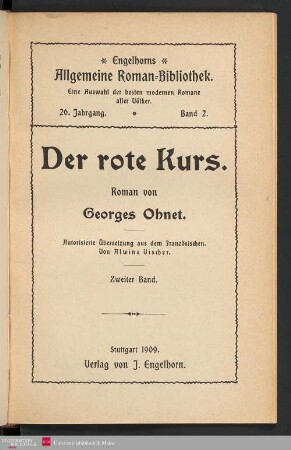 * Engelhorns *
Allgemeine Roman-Bibliothek.
Eine Auswahl der besten modernen Romane
aller Völker.
26. Jahrgang. * Band 2.
Der rote Kurs.
Roman von
Georges Ohnet.
Autorisierte Übersetzung aus dem Französischen.
Von Alwina Vischer.
Zweiter Band.
Stuttgart 1909.
Verlag von J. Engelhorn.